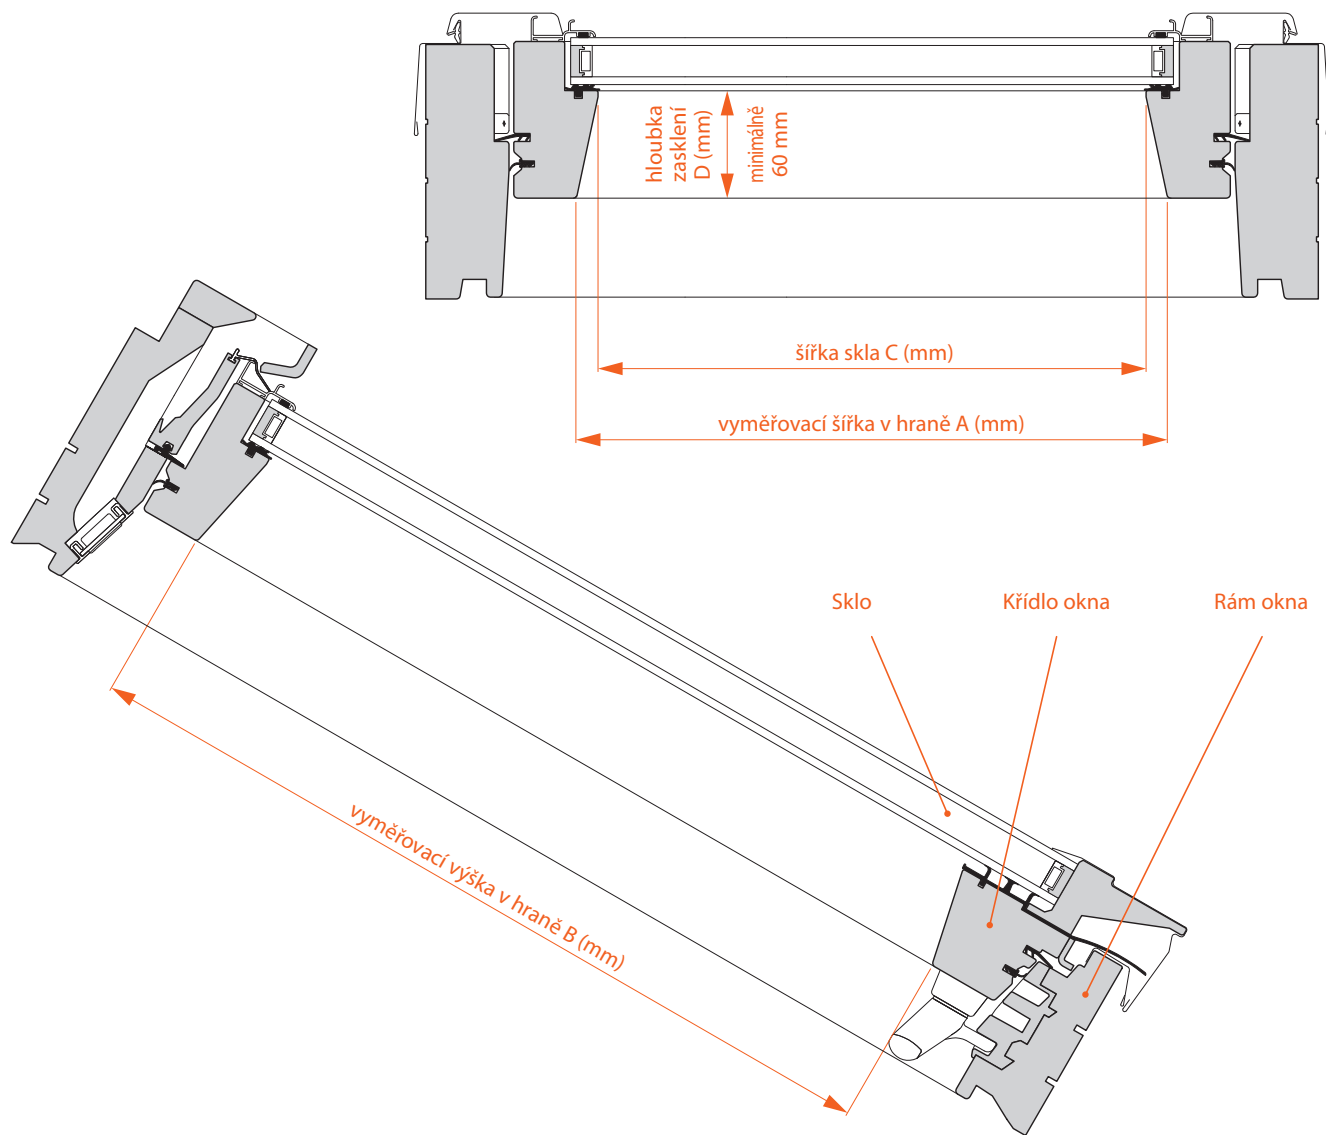 hloubka
zasklení
D (mm)
minimálně
60 mm
šířka skla C (mm)
vyměřovací šířka v hraně A (mm)
Sklo
Křídlo okna
Rám okna
vyměřovací výška v hraně B (mm)